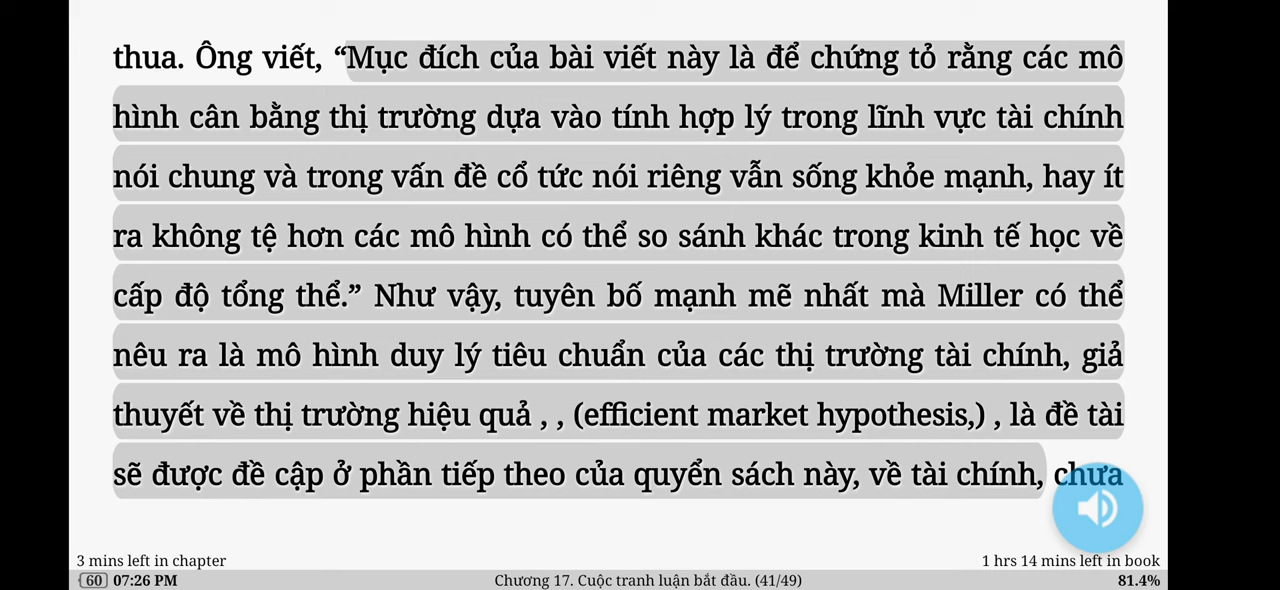 thua. Ông viết, “Mục đích của bài viết này là để chứng tỏ rằng các mô
hình cân bằng thị trường dựa vào tính hợp lý trong lĩnh vực tài chính
nói chung và trong vấn đề cổ tức nói riêng vẫn sống khỏe mạnh, hay ít
ra không tệ hơn các mô hình có thể so sánh khác trong kinh tế học về
cấp độ tổng thể.” Như vậy, tuyên bố mạnh mẽ nhất mà Miller có thể
nêu ra là mô hình duy lý tiêu chuẩn của các thị trường tài chính, giả
thuyết về thị trường hiệu quả , , (efficient market hypothesis,) , là đề tài
sẽ được đề cập ở phần tiếp theo của quyển sách này, về tài chính, chưa
3 mins left in chapter
1 hrs 14 mins left in book
60 07:26 PM
Chương 17. Cuộc tranh luận bắt đầu. (41/49)
81.4%